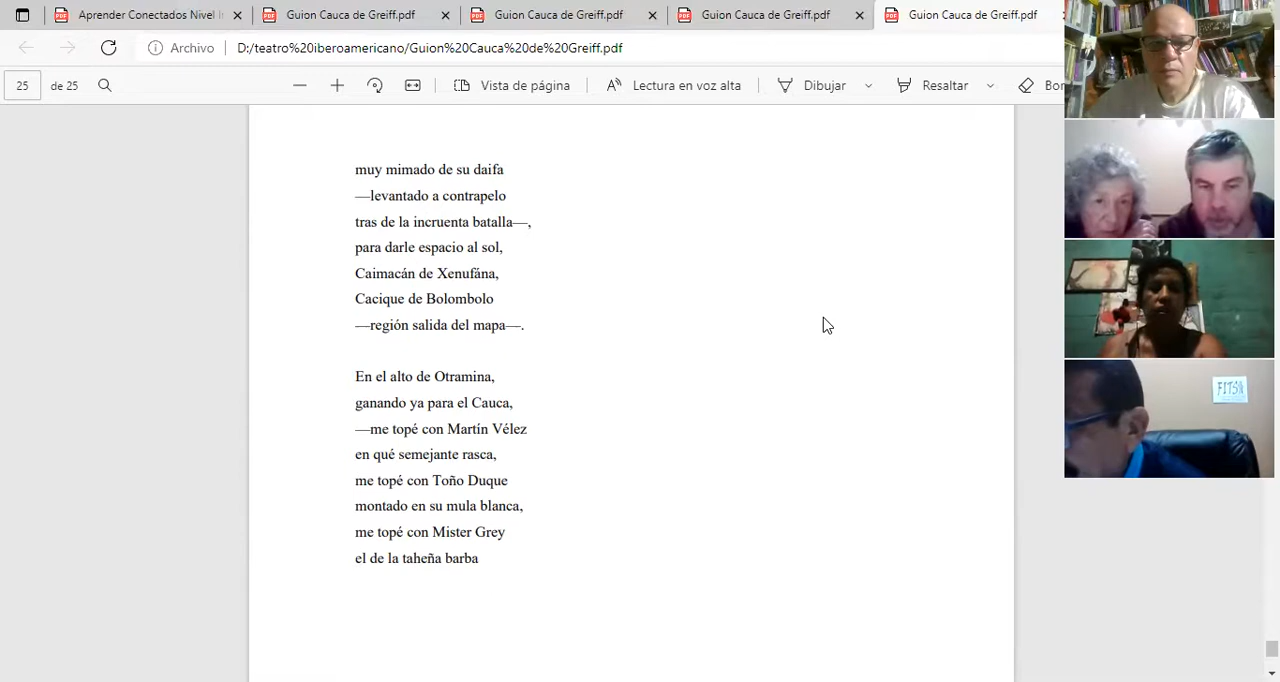 Aprender Conectados Nivel I
Guion Cauca de Greiff.pdf
Guion Cauca de Greiff.pdf
Guion Cauca de Greiff.pdf
Guion Cauca de Greiff.pdf
Archivo
D:/teatro%20iberoamericano/Guion%20Cauca%20de%20Greiff.pdf
25
de 25
Vista de página
Lectura en voz alta
Dibujar
Resaltar
Bor
muy mimado de su daifa
—levantado a contrapelo
tras de la incruenta batalla—,
para darle espacio al sol,
Caimacán de Xenufána,
Cacique de Bolombolo
—región salida del mapa—.
En el alto de Otramina,
ganando ya para el Cauca,
—me topé con Martín Vélez
en qué semejante rasca,
me topé con Toño Duque
montado en su mula blanca,
me topé con Mister Grey
el de la taheña barba
FITSA